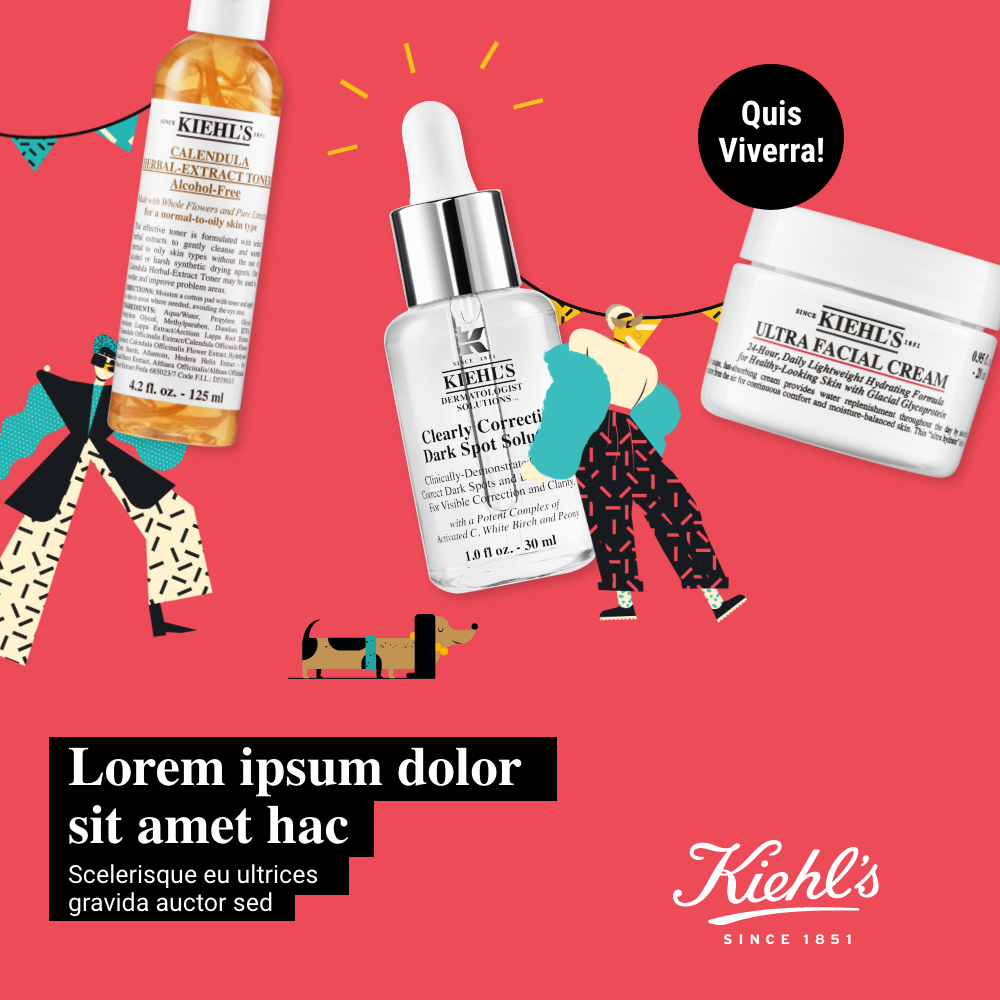 SINCE KIEHL'S 1851
CALENDULA
HERBAL-EXTRACT TONER
Alcohol-Free
Made with Whole Flowers and Pure Extracts
for a normal-to-oily skin type
4.2 fl. oz. - 125 ml
Quis
Viverra!
SINCE 1851
KIEHL'S
DERMATOLOGIST
SOLUTIONS
Clearly Correcti
Dark Spot Solu
Clinically-Demonstrate
Correct Dark Spots and
For Visible Correction and Clarity,
with a Potent Complex of
Activated C, White Birch and Peony
1.0 fl oz. - 30 ml
SINCE KIEHL'S 1851
ULTRA FACIAL CREAM
24-Hour, Daily Lightweight Hydrating Formula
for Healthy-Looking Skin with Glacial Glycoprotein
Lorem ipsum dolor
sit amet hac
Scelerisque eu ultrices
gravida auctor sed
Kiehl's
SINCE 1851